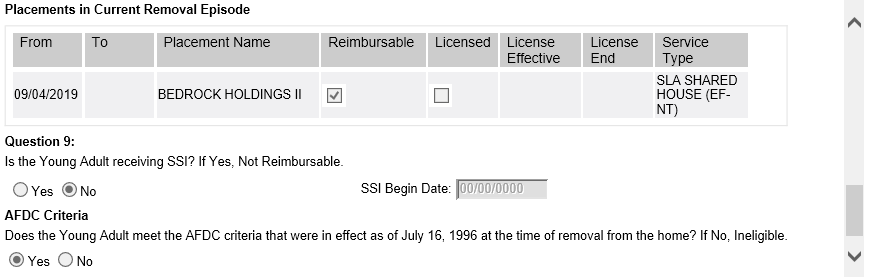 Placements in Current Removal Episode
From To Placement Name Reimbursable Licensed License Effective License End Service Type
09/04/2019 BEDROCK HOLDINGS II SLA SHARED HOUSE (EF-NT)
Question 9:
Is the Young Adult receiving SSI? If Yes, Not Reimbursable.
Yes No SSI Begin Date: 00/00/0000
AFDC Criteria
Does the Young Adult meet the AFDC criteria that were in effect as of July 16, 1996 at the time of removal from the home? If No, Ineligible.
Yes No